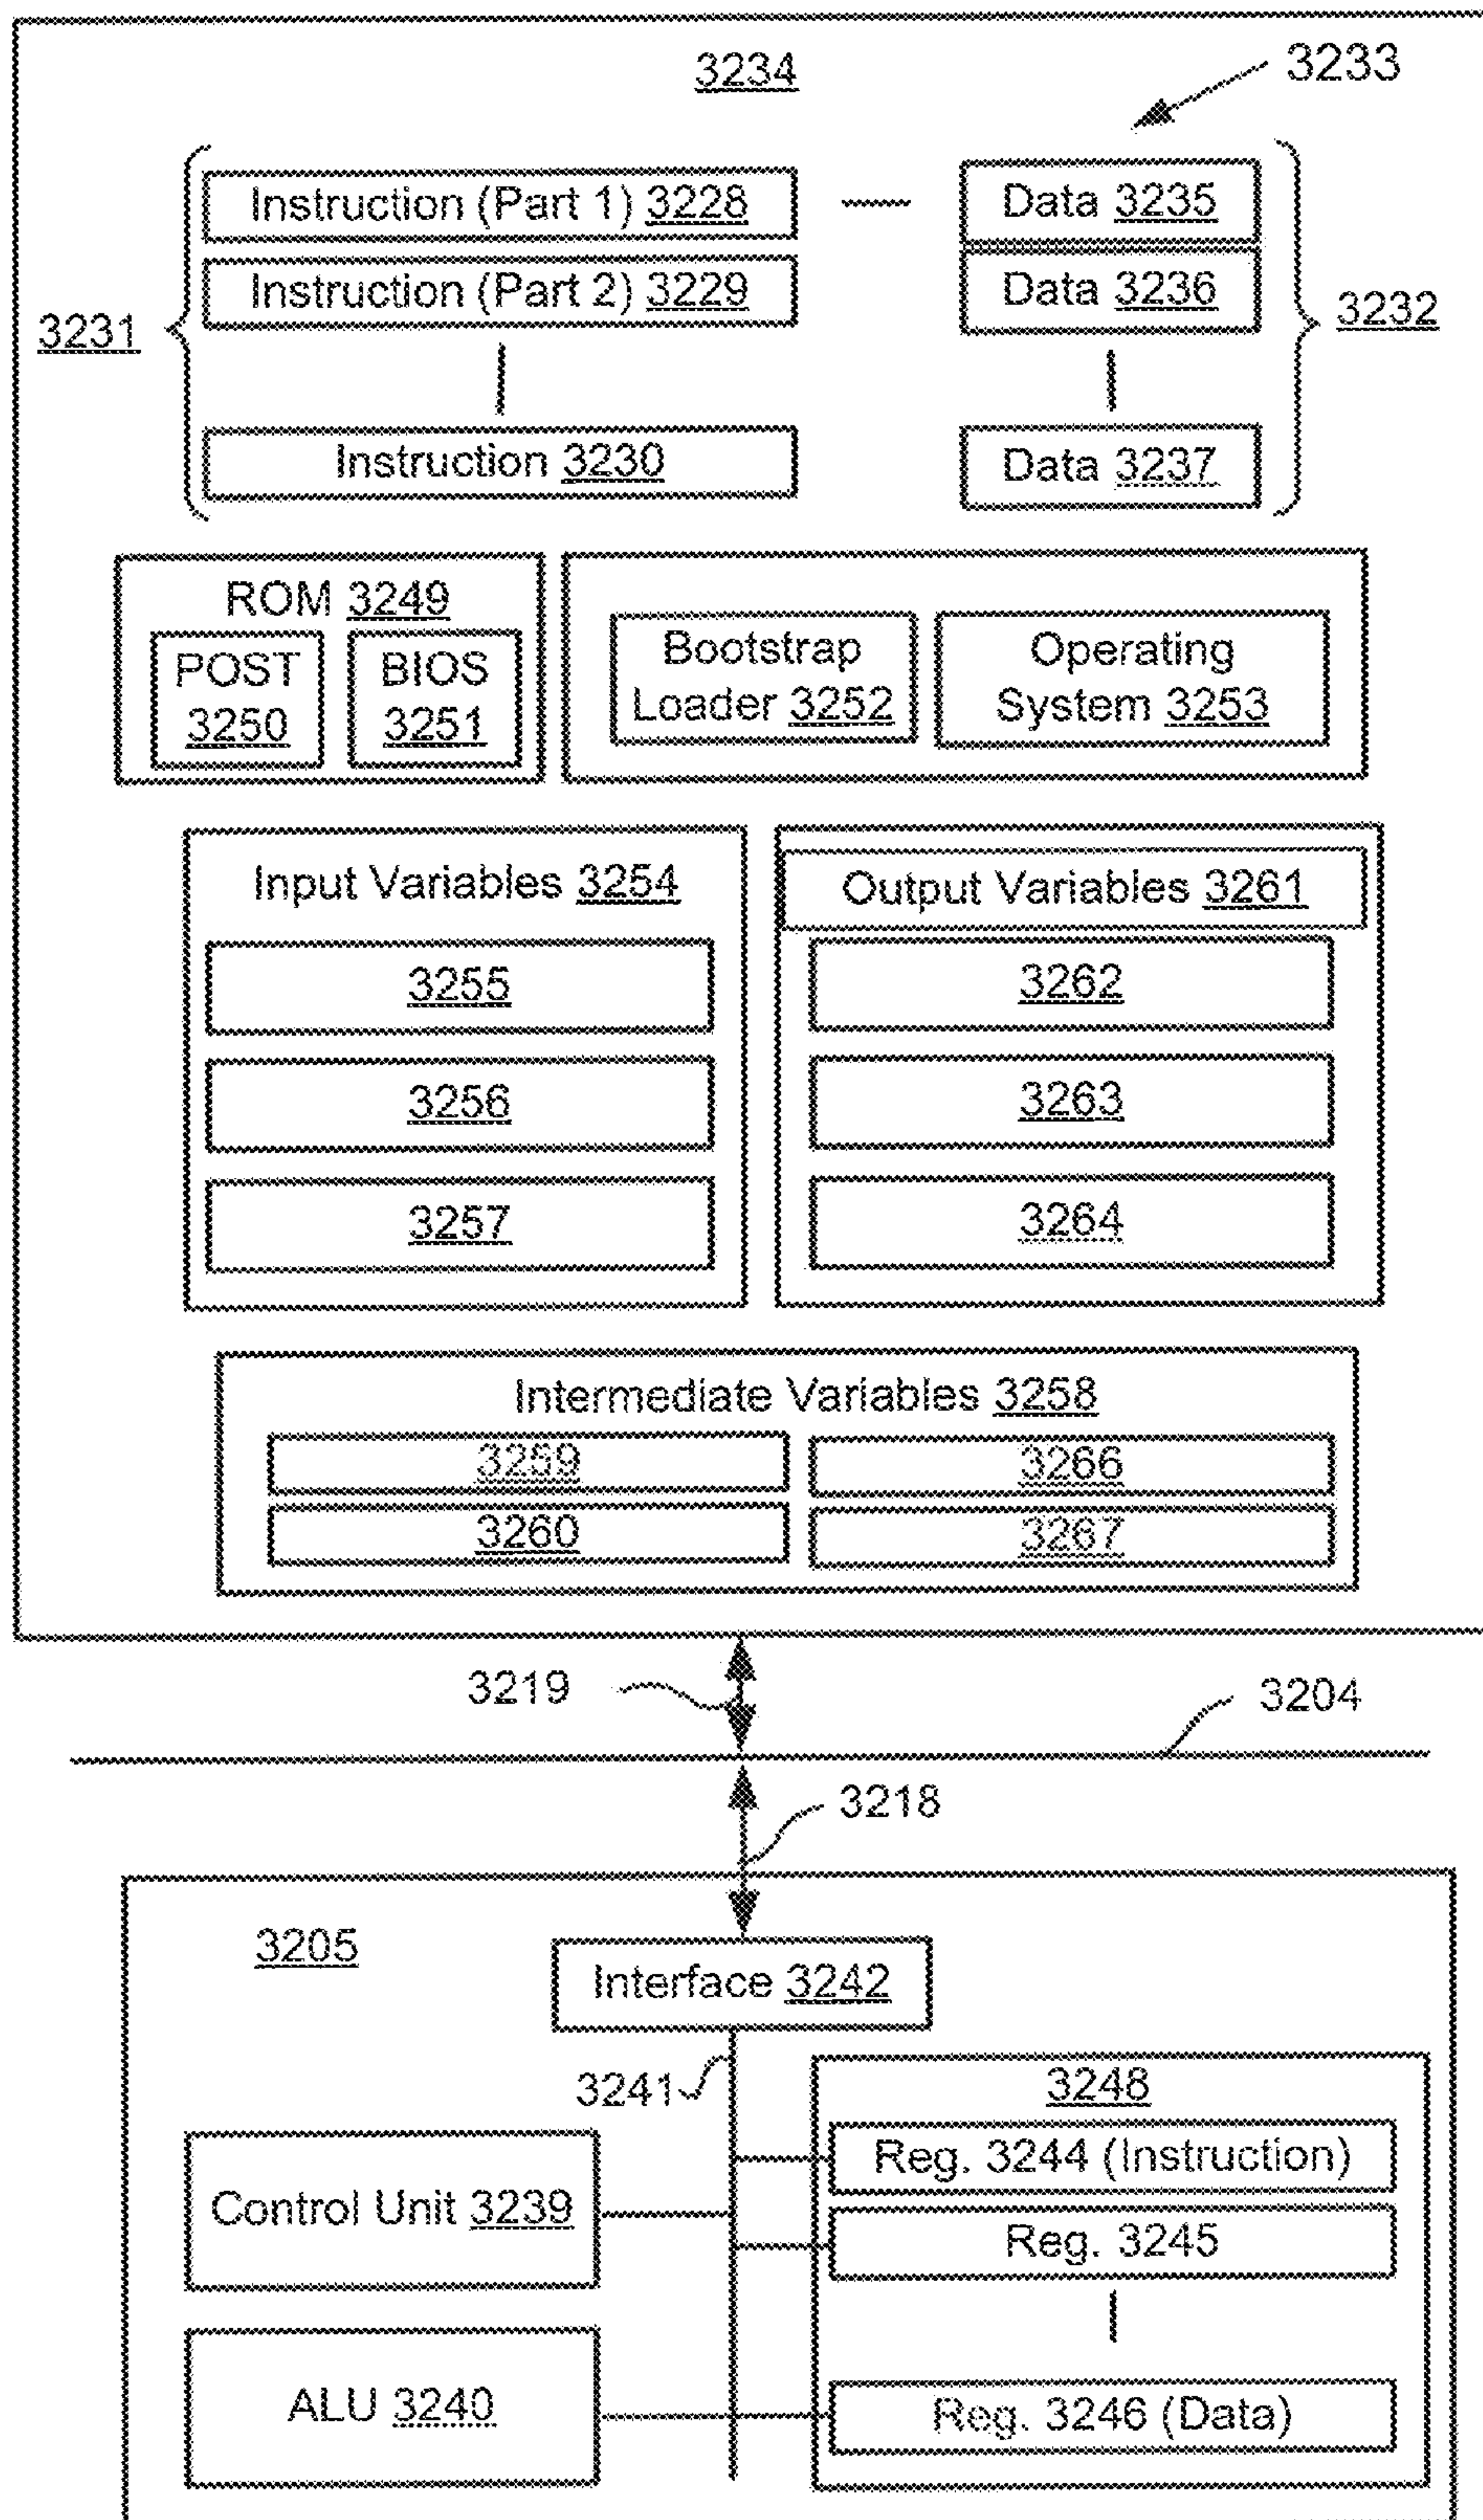 3234
3233
Instruction (Part 1) 3228
Data 3235
Instruction (Part 2) 3229
Data 3236
3231
3232
Instruction 3230
Data 3237
ROM 3249
POST
3250
BIOS
3251
Bootstrap
Loader 3252
Operating
System 3253
Input Variables 3254
3255
3256
3257
Output Variables 3261
3262
3263
3264
Intermediate Variables 3258
3259
3266
3260
3267
3219
3204
3218
3205
Interface 3242
3241
3248
Reg. 3244 (Instruction)
Control Unit 3239
Reg. 3245
ALU 3240
Reg. 3246 (Data)